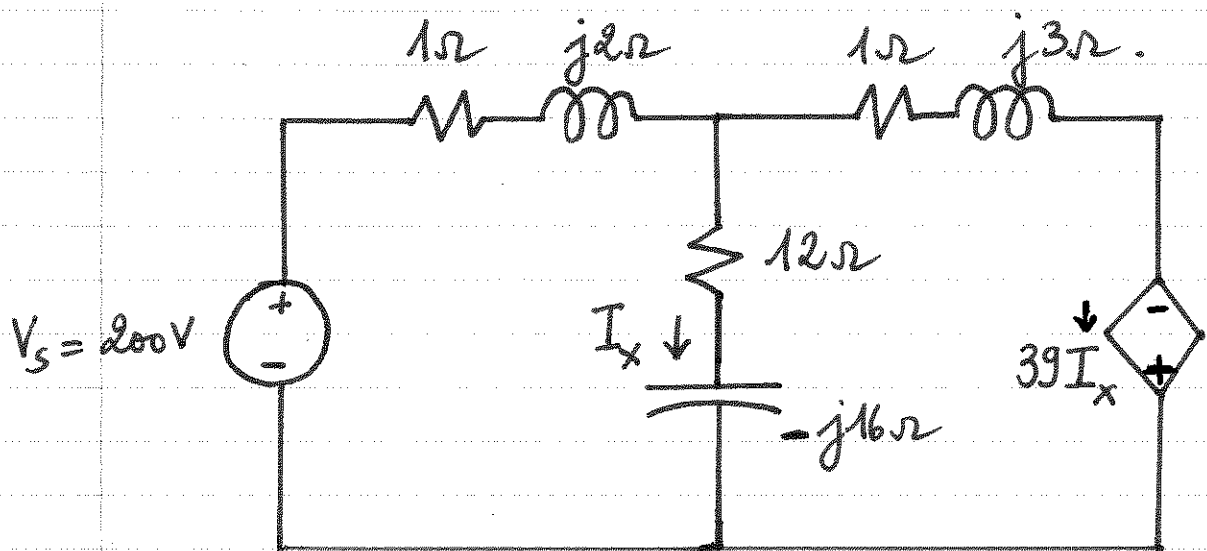 1Ω j2Ω 1Ω j3Ω.
+
12Ω
-
Vs = 200V
Ix ↓
↓
39Ix
+
-
-j16Ω